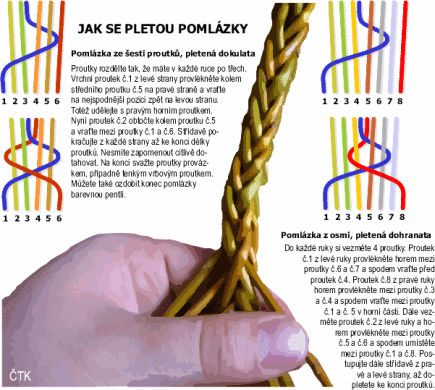 JAK SE PLETOU POMLÁZKY
Pomlázka ze šesti proutků, pletená dokulata
Proutky rozdělíte tak, že máte v každé ruce po třech.
Vrchní proutek č.1 z levé strany provléknete kolem
středního proutku č.5 na pravé straně a vraťte
na nejspodnější pozici zpět na levou stranu.
Totéž udělejte s pravým horním proutkem.
Nyní proutek č.2 obtočte kolem proutku č.5
a vraťte mezi proutky č.1 a č.6. Střídavě po-
kračujte z každé strany až ke konci délky
proutků. Nesmíte zapomenout citlivě do-
tahovat. Na konci svažte proutky prováz-
kem, případně tenkým vrbovým proutkem.
Můžete také ozdobit konec pomlázky
barevnou pentlí.
1 2 3 4 5 6
1 2 3 4 5 6
1 2 3 4 5 6 7 8
1 2 3 4 5 6 7 8
Pomlázka z osmi, pletená dohranata
Do každé ruky si vezměte 4 proutky. Proutek
č.1 z levé ruky provlékněte horem mezi
proutky č.6 a č.7 a spodem vraťte před
proutek č.4. Proutek č.8 z pravé ruky
horem provlékněte mezi proutky č.3
a č.4 a spodem vraťte mezi proutky
č.1 a č. 5 v horní části. Dále vez-
měte proutek č.2 z levé ruky a ho-
rem provlékněte mezi proutky
č.5 a č.6 a spodem umístěte
mezi proutky č.1 a č.8. Pos-
tupujte dále střídavě z pra-
vé a levé strany, až do-
pletete ke konci proutků.
ČTK